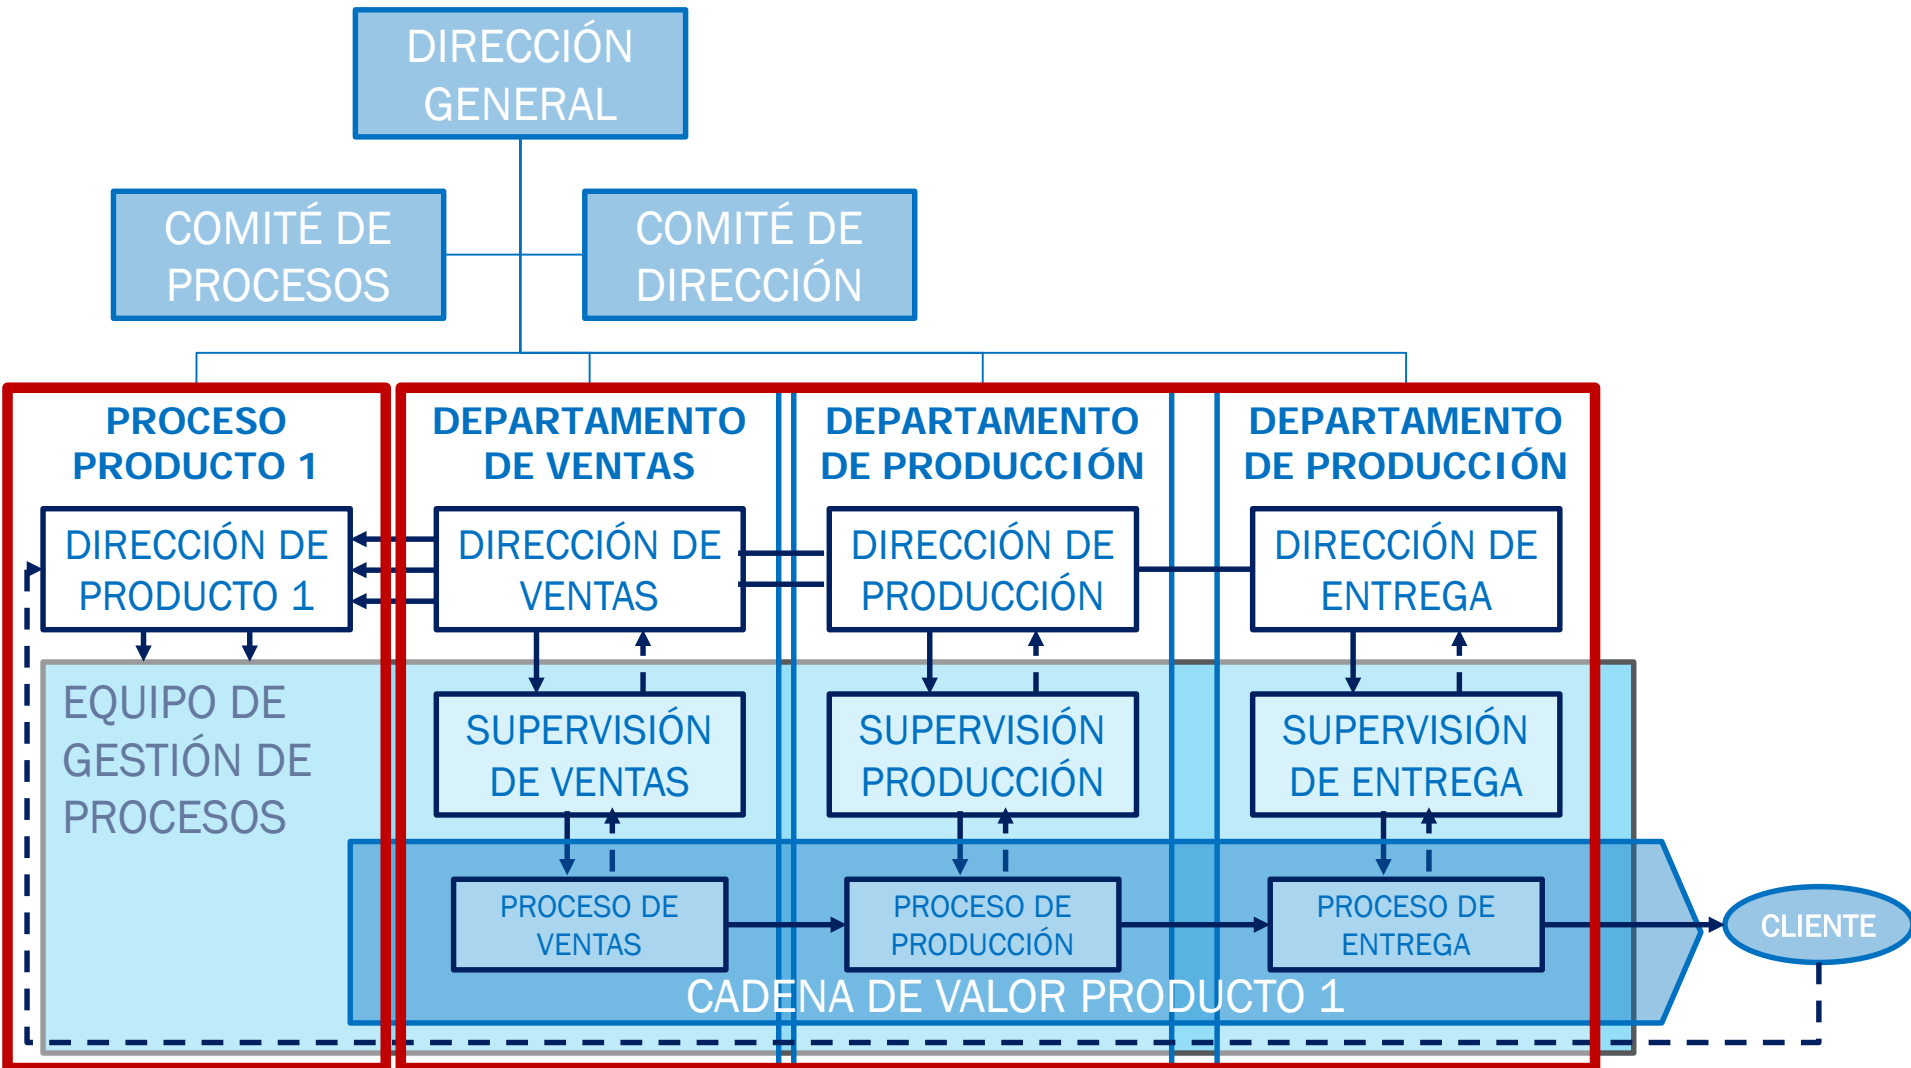 DIRECCIÓN
GENERAL
COMITÉ DE
PROCESOS
COMITÉ DE
DIRECCIÓN
PROCESO
PRODUCTO 1
DEPARTAMENTO
DE VENTAS
DEPARTAMENTO
DE PRODUCCIÓN
DEPARTAMENTO
DE PRODUCCIÓN
DIRECCIÓN DE
PRODUCTO 1
DIRECCIÓN DE
VENTAS
DIRECCIÓN DE
PRODUCCIÓN
DIRECCIÓN DE
ENTREGA
EQUIPO DE
GESTIÓN DE
PROCESOS
SUPERVISIÓN
DE VENTAS
SUPERVISIÓN
PRODUCCIÓN
SUPERVISIÓN
DE ENTREGA
PROCESO DE
VENTAS
PROCESO DE
PRODUCCIÓN
PROCESO DE
ENTREGA
CLIENTE
CADENA DE VALOR PRODUCTO 1